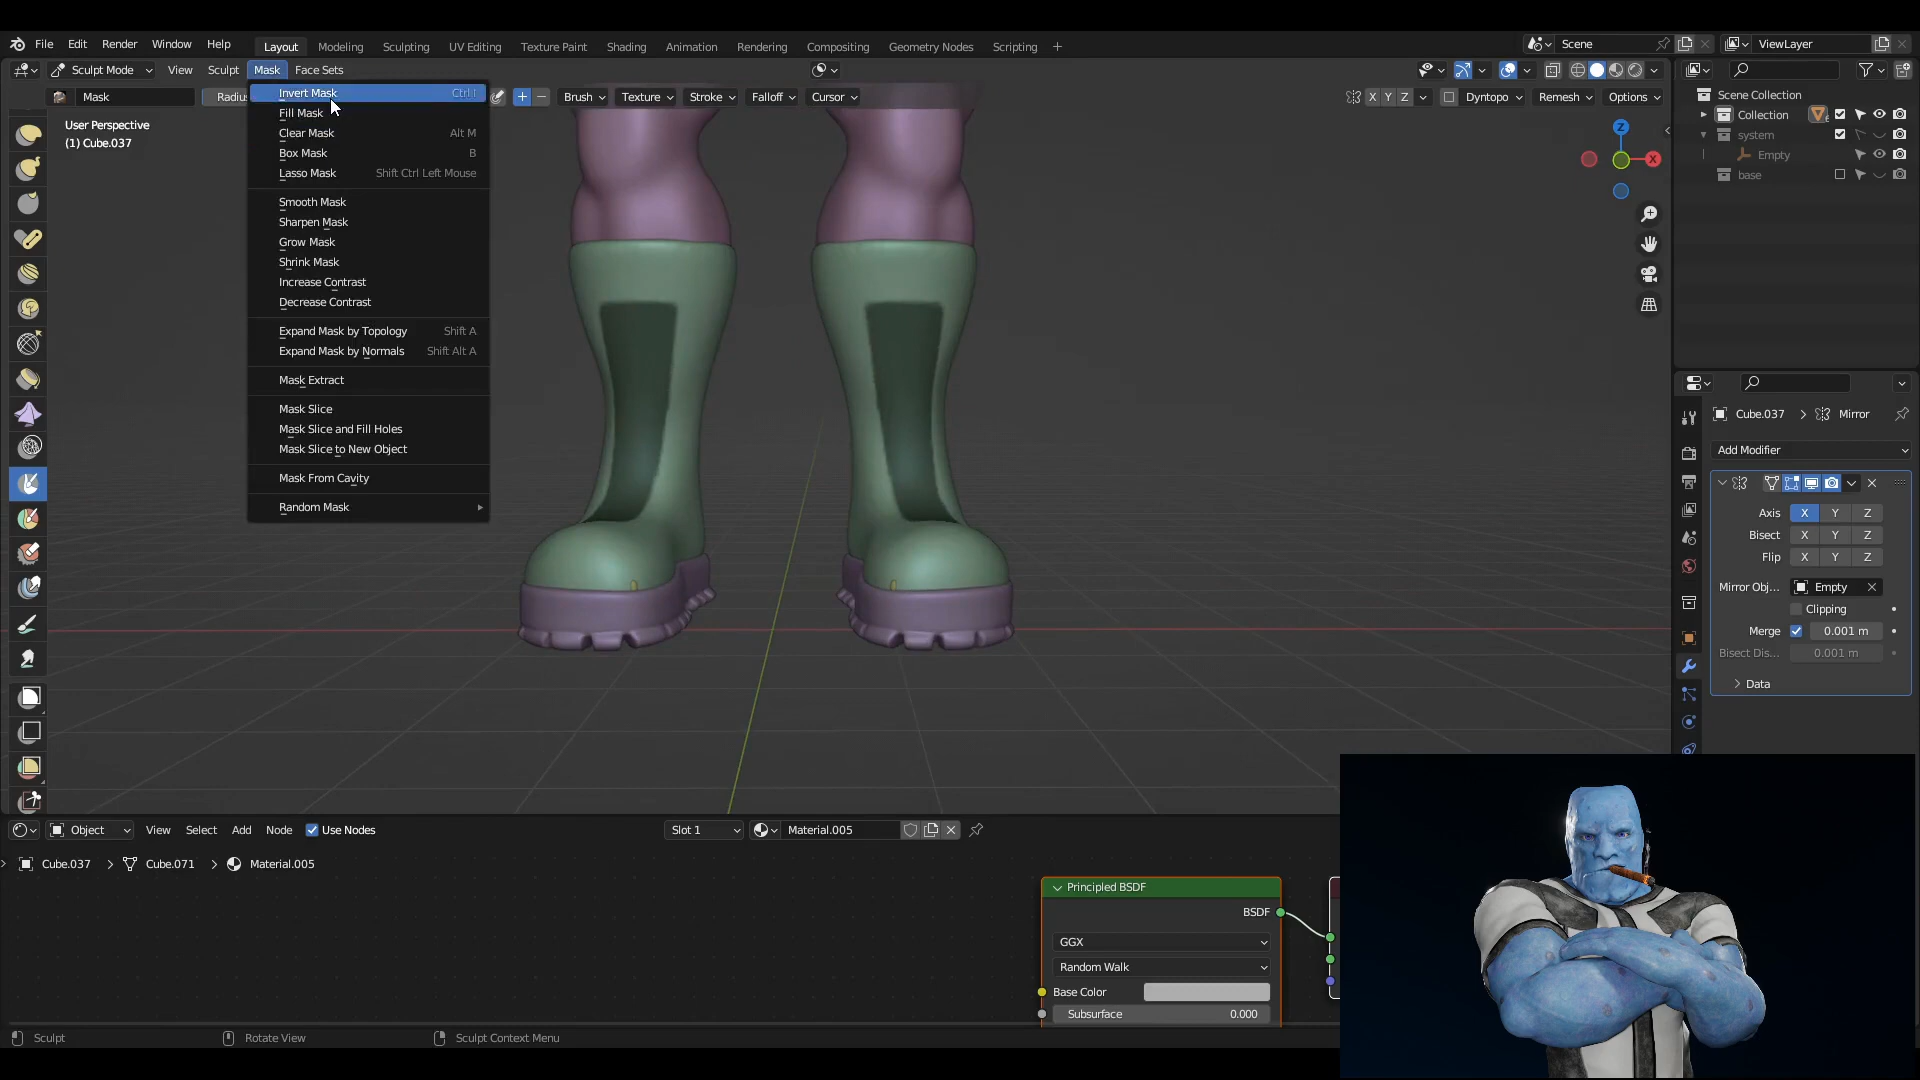 File Edit Render Window Help Layout Modeling Sculpting UV Editing Texture Paint Shading Animation Rendering Compositing Geometry Nodes Scripting + Scene ViewLayer
Sculpt Mode View Sculpt Mask Face Sets
Mask Radiu Brush Texture Stroke Falloff Cursor X Y Z Dyntopo Remesh Options
User Perspective
(1) Cube.037
Invert Mask Ctrl I
Fill Mask
Clear Mask Alt M
Box Mask B
Lasso Mask Shift Ctrl Left Mouse
Smooth Mask
Sharpen Mask
Grow Mask
Shrink Mask
Increase Contrast
Decrease Contrast
Expand Mask by Topology Shift A
Expand Mask by Normals Shift Alt A
Mask Extract
Mask Slice
Mask Slice and Fill Holes
Mask Slice to New Object
Mask From Cavity
Random Mask
Z
X
Scene Collection
Collection
system
Empty
base
Cube.037 > Mirror
Add Modifier
Axis X Y Z
Bisect X Y Z
Flip X Y Z
Mirror Obj... Empty
Clipping
Merge 0.001 m
Bisect Dis... 0.001 m
> Data
Object View Select Add Node Use Nodes Slot 1 Material.005
Cube.037 > Cube.071 > Material.005
Principled BSDF
BSDF
GGX
Random Walk
Base Color
Subsurface 0.000
Sculpt Rotate View Sculpt Context Menu